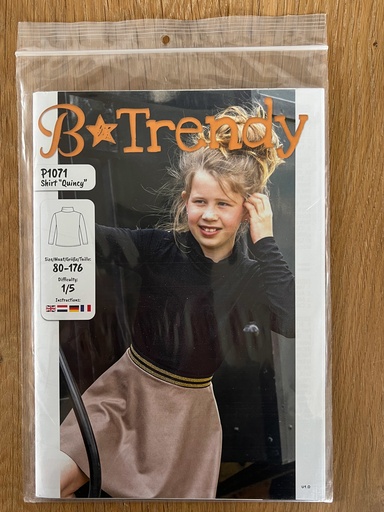 B★Trendy
P1071
Shirt "Quincy"
Size/Maat/Größe/Taille:
80-176
Difficulty:
1/5
Instructions: